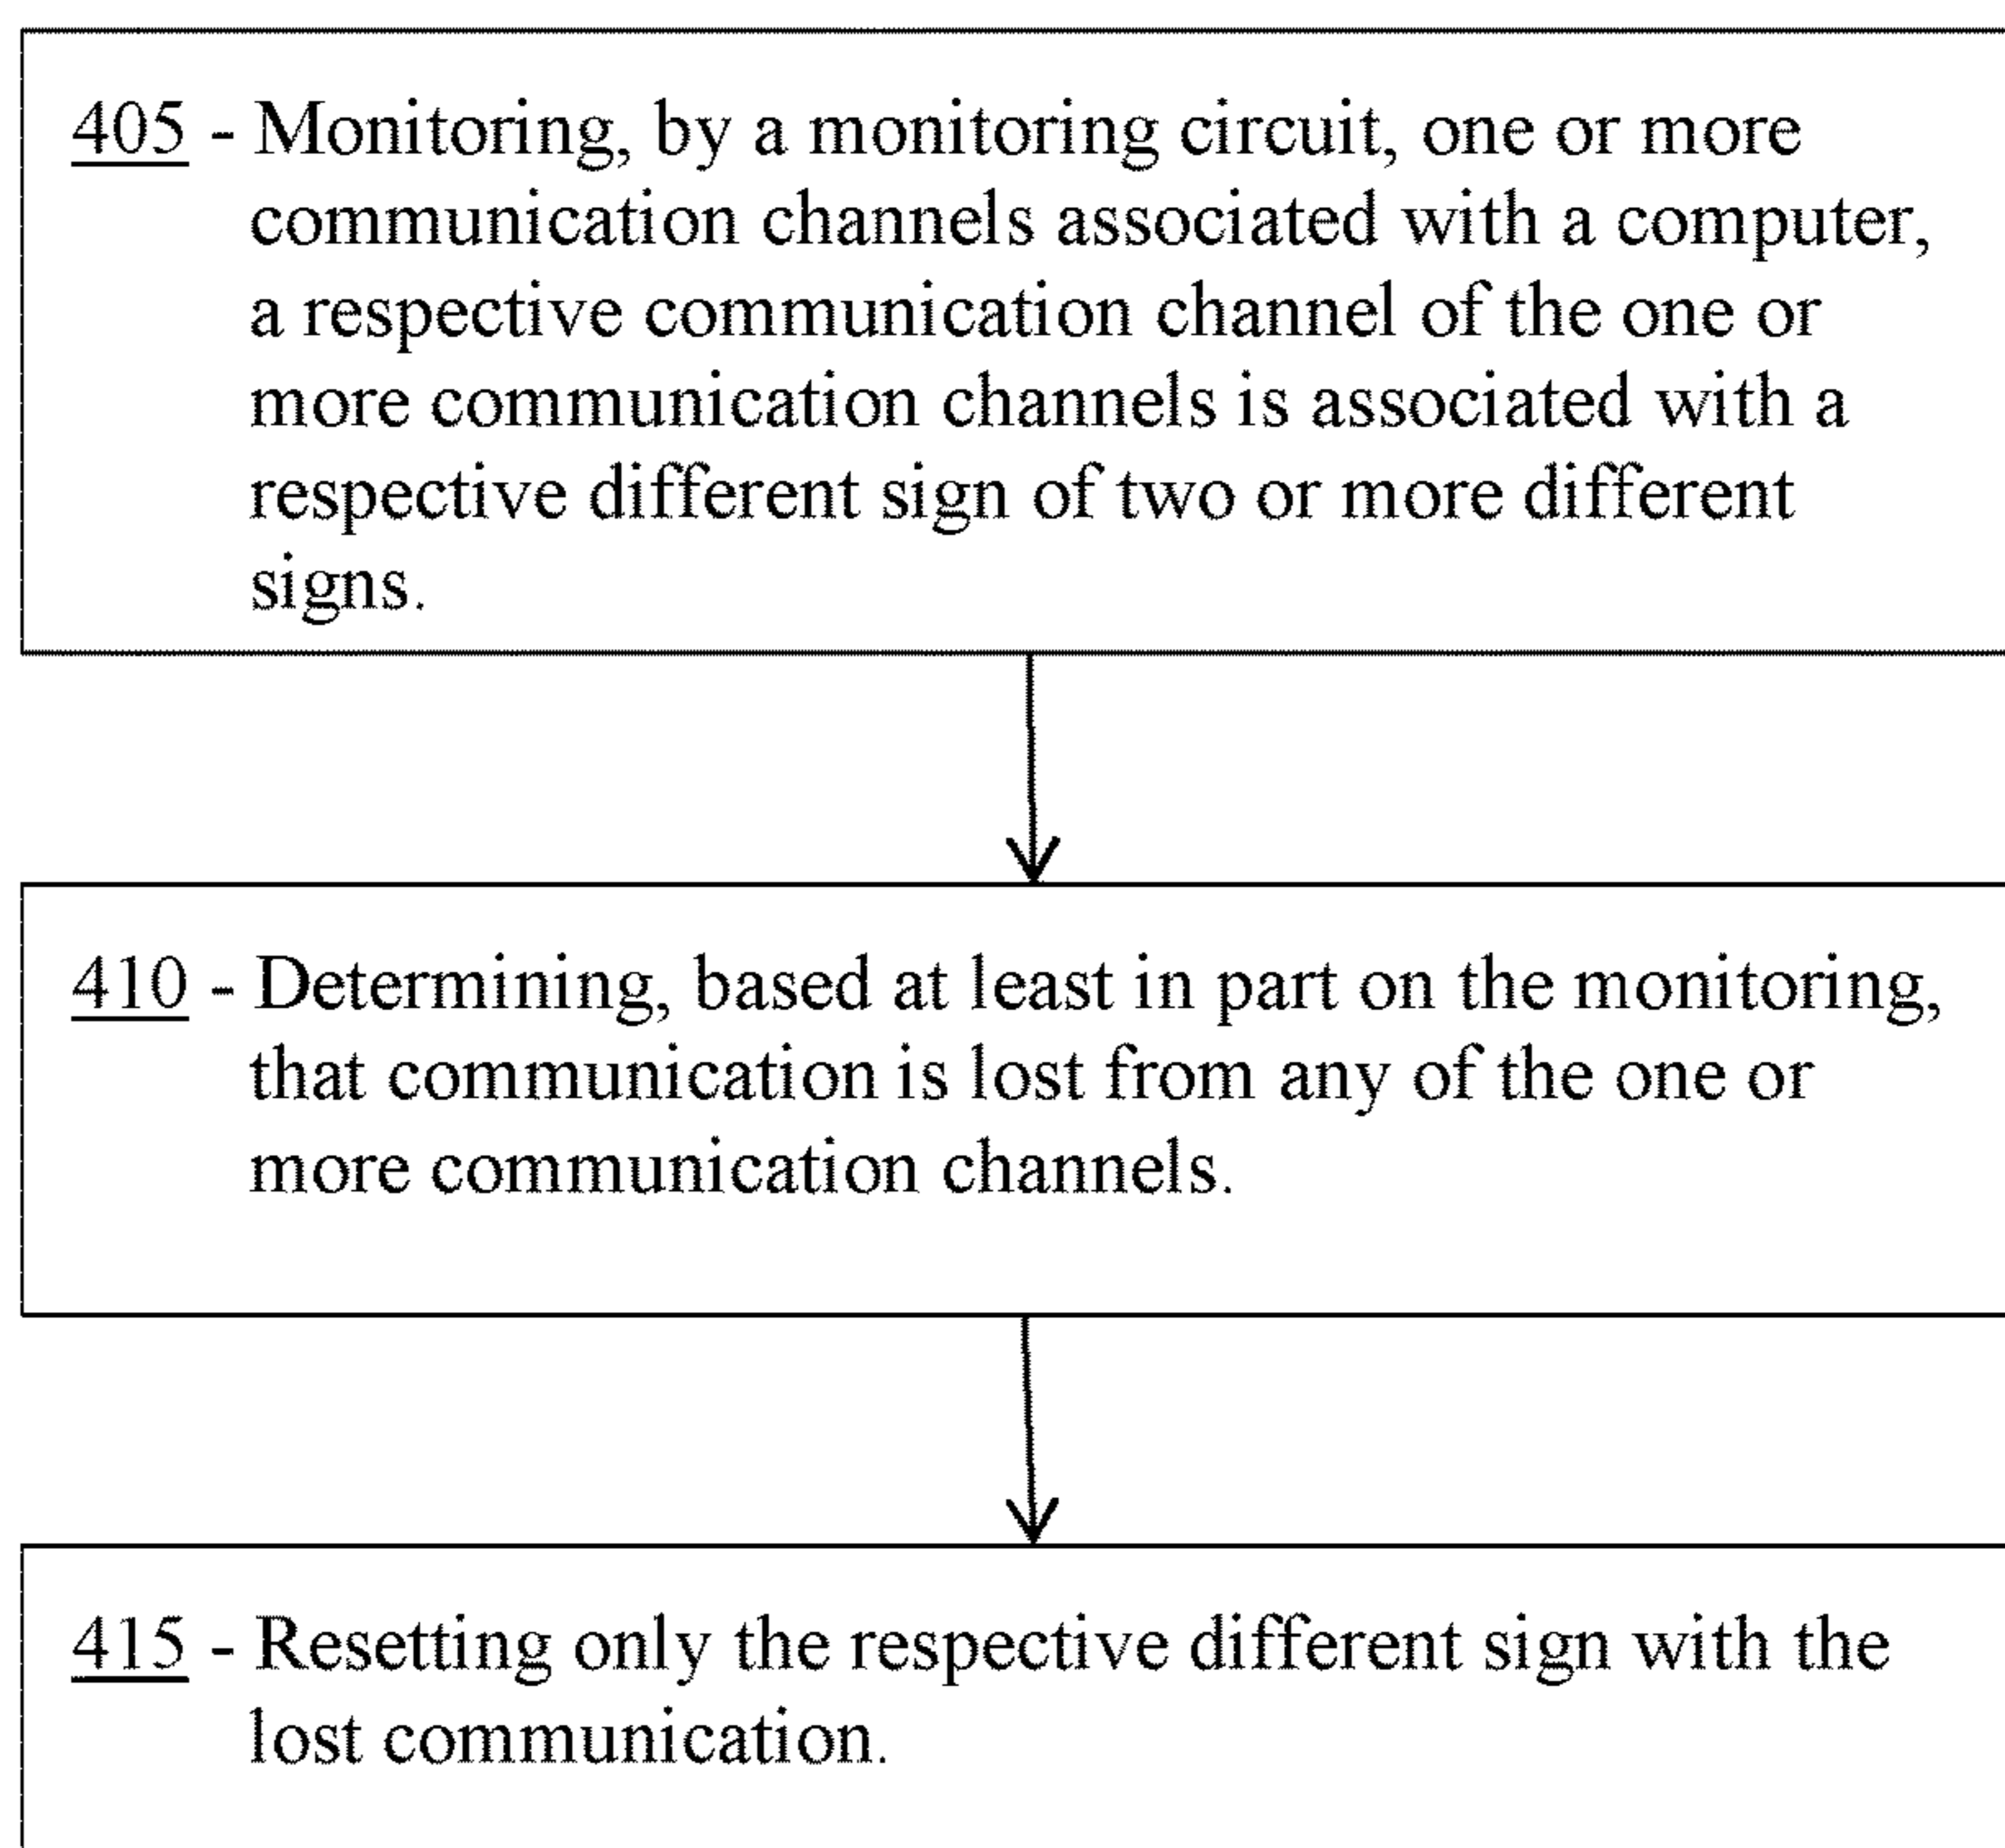 405 - Monitoring, by a monitoring circuit, one or more
communication channels associated with a computer,
a respective communication channel of the one or
more communication channels is associated with a
respective different sign of two or more different
signs.
410 - Determining, based at least in part on the monitoring,
that communication is lost from any of the one or
more communication channels.
415 - Resetting only the respective different sign with the
lost communication.